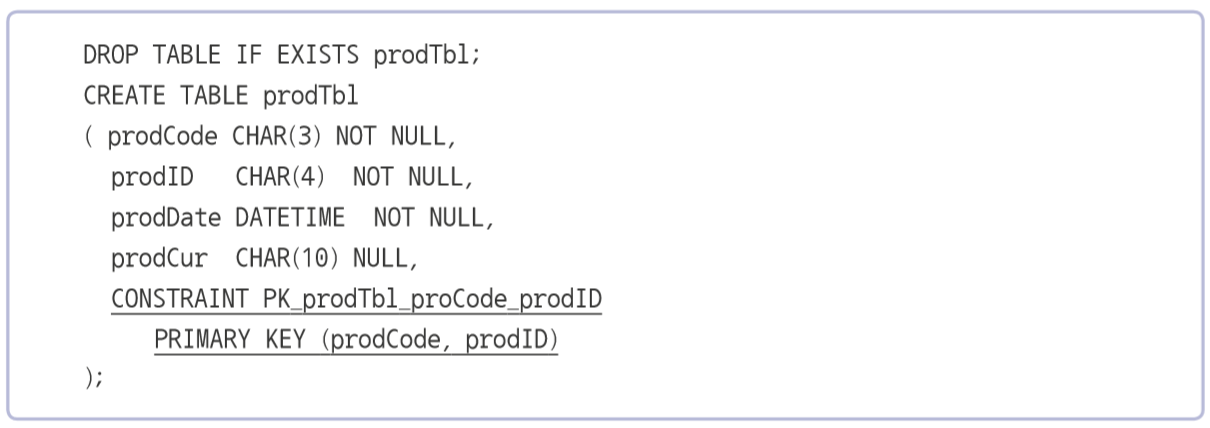 DROP TABLE IF EXISTS prodTbl;
CREATE TABLE prodTbl
( prodCode CHAR(3) NOT NULL,
  prodID   CHAR(4)  NOT NULL,
  prodDate DATETIME  NOT NULL,
  prodCur  CHAR(10) NULL,
  CONSTRAINT PK_prodTbl_proCode_prodID
     PRIMARY KEY (prodCode, prodID)
);